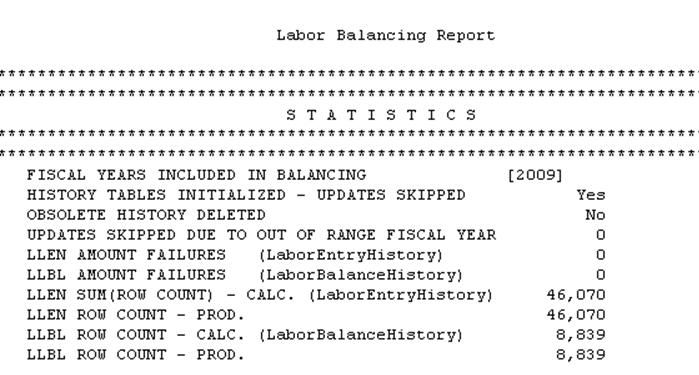 Labor Balancing Report
***********************************************************************
***********************************************************************
S T A T I S T I C S
***********************************************************************
***********************************************************************
FISCAL YEARS INCLUDED IN BALANCING [2009]
HISTORY TABLES INITIALIZED - UPDATES SKIPPED Yes
OBSOLETE HISTORY DELETED No
UPDATES SKIPPED DUE TO OUT OF RANGE FISCAL YEAR 0
LLEN AMOUNT FAILURES (LaborEntryHistory) 0
LLBL AMOUNT FAILURES (LaborBalanceHistory) 0
LLEN SUM(ROW COUNT) - CALC. (LaborEntryHistory) 46,070
LLEN ROW COUNT - PROD. 46,070
LLBL ROW COUNT - CALC. (LaborBalanceHistory) 8,839
LLBL ROW COUNT - PROD. 8,839